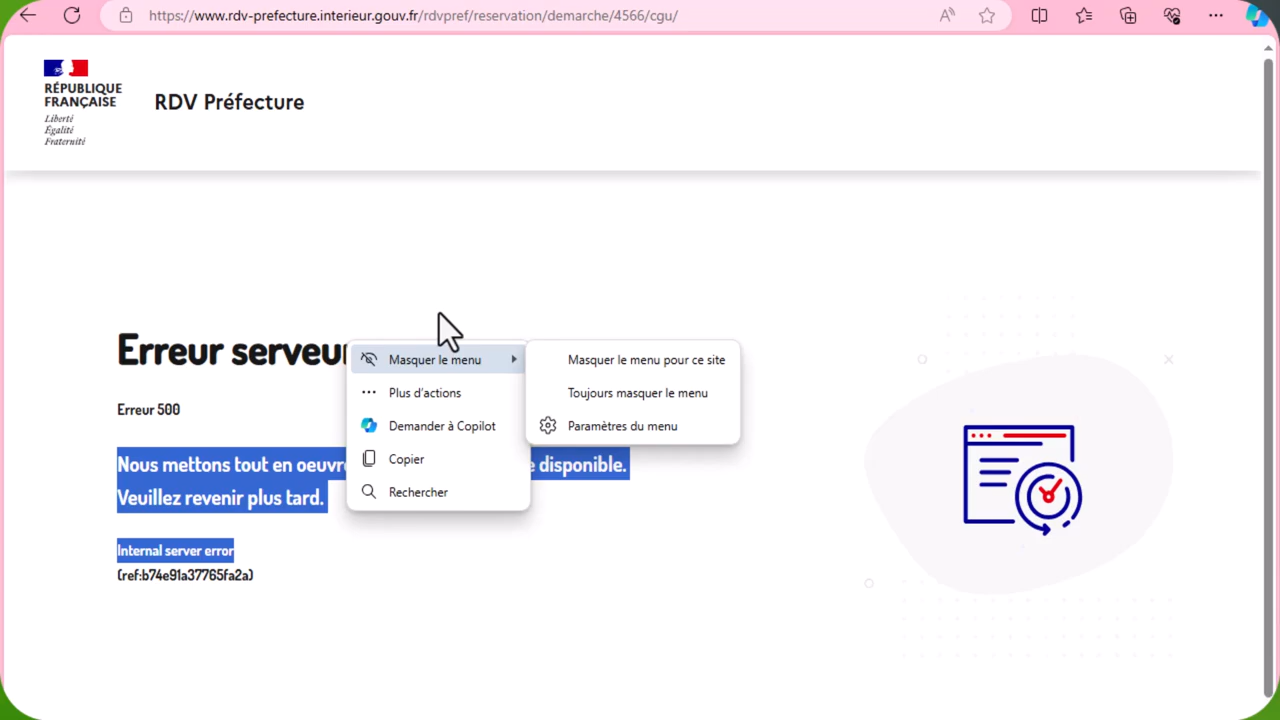 https://www.rdv-prefecture.interieur.gouv.fr/rdvpref/reservation/demarche/4566/cgu/
RÉPUBLIQUE
FRANÇAISE
Liberté
Égalité
Fraternité
RDV Préfecture
Erreur serveur
Masquer le menu
Masquer le menu pour ce site
Plus d'actions
Toujours masquer le menu
Erreur 500
Demander à Copilot
Paramètres du menu
Nous mettons tout en oeuvre
disponible.
Copier
Veuillez revenir plus tard.
Rechercher
Internal server error
(ref:b74e91a37765fa2a)